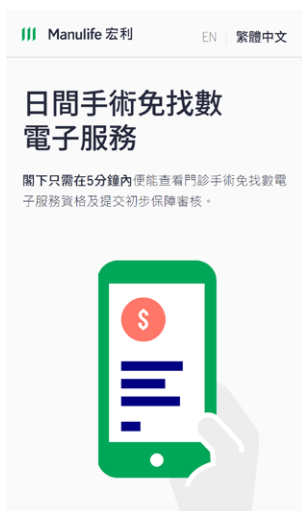 Manulife 宏利
EN | 繁體中文
日間手術免找數
電子服務
閣下只需在5分鐘內便能查看門診手術免找數電
子服務資格及提交初步保障審核。
$